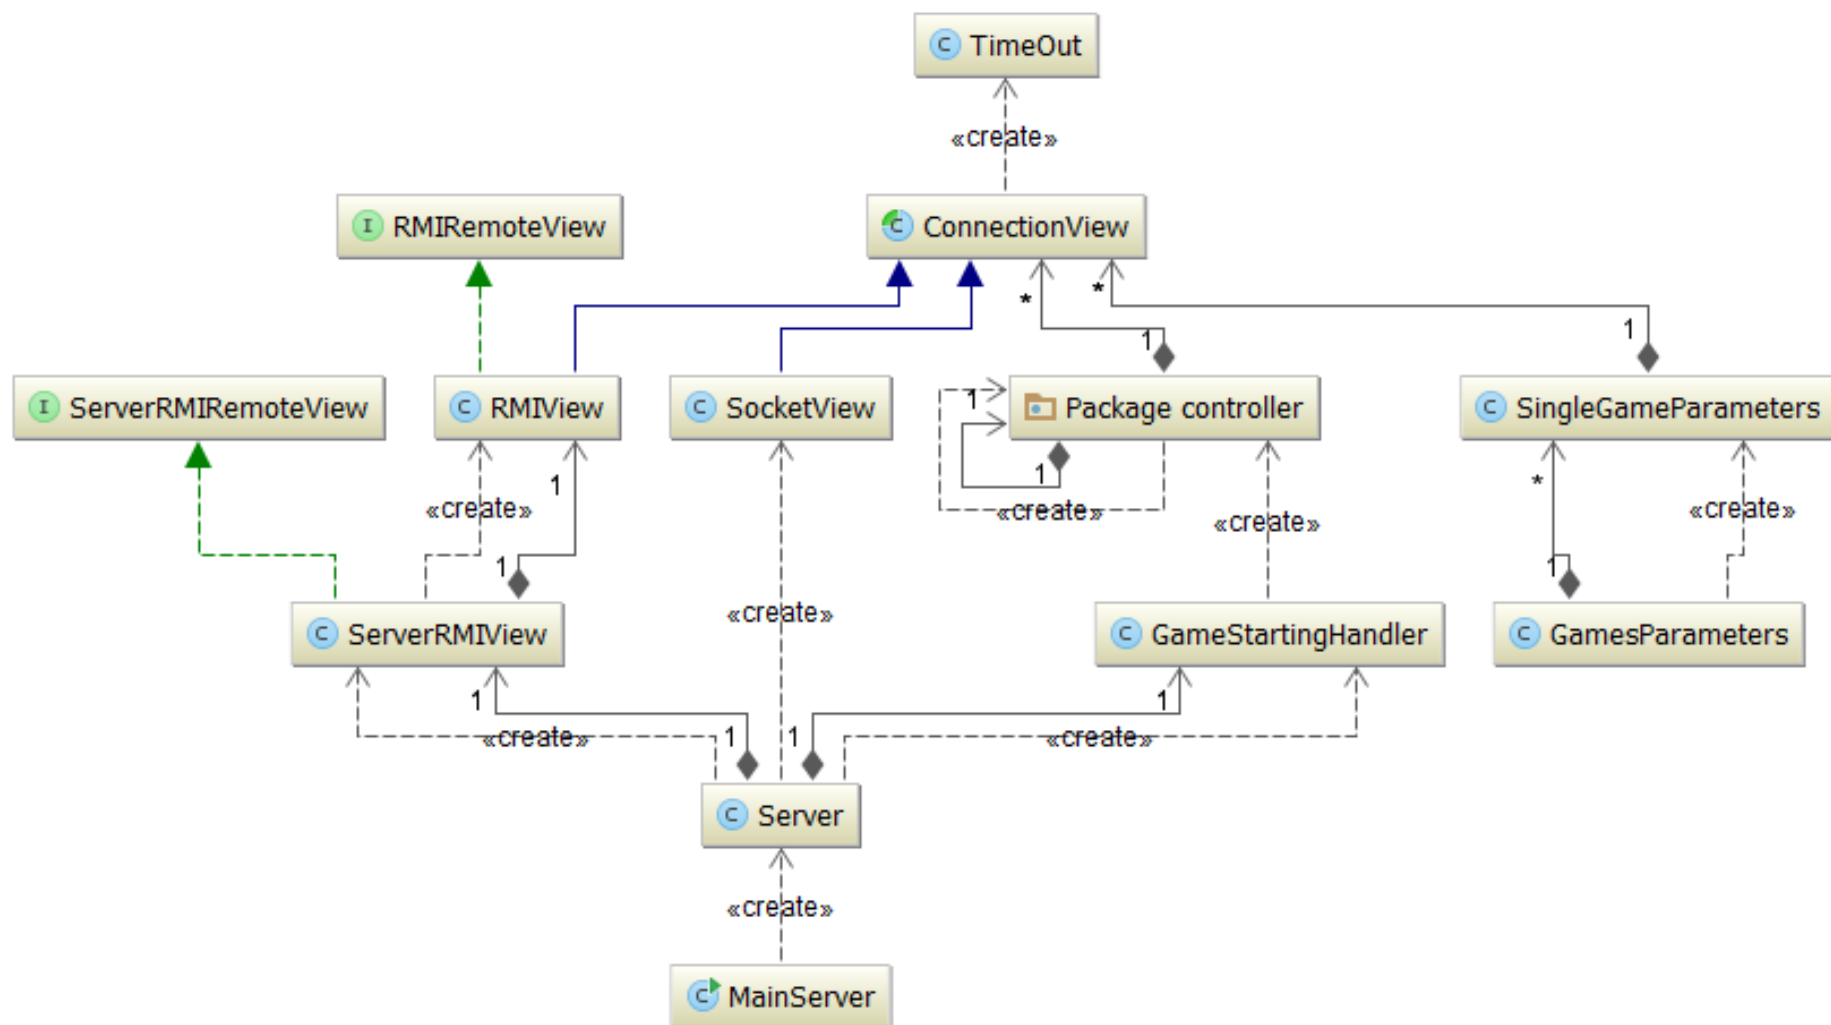 C TimeOut
«create»
I RMIRemoteView
C ConnectionView
* *
1 1
I ServerRMIRemoteView
C RMIView
C SocketView
1
Package controller
C SingleGameParameters
1
1
*
«create»
«create»
«create»
«create»
1
1
«create»
C ServerRMIView
C GameStartingHandler
C GamesParameters
1
1
«create»
1
1
«create»
C Server
«create»
C MainServer